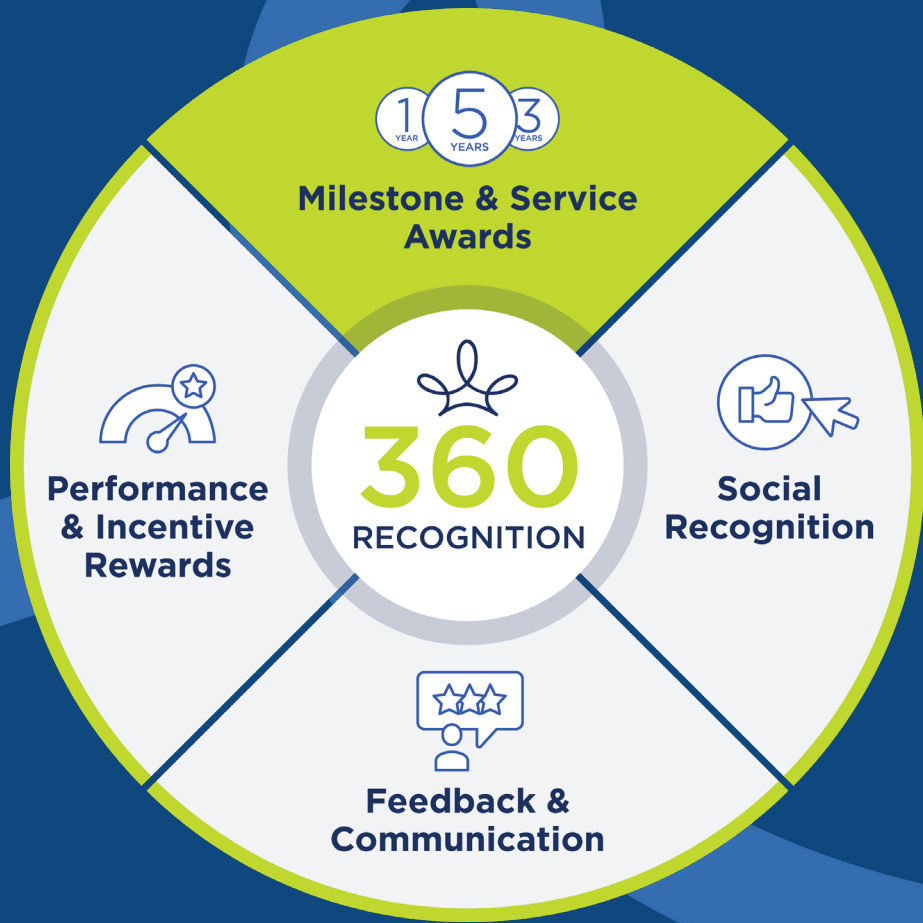 1 5 3
YEAR YEARS YEARS
Milestone & Service
Awards
Performance
& Incentive
Rewards
360
RECOGNITION
Social
Recognition
Feedback &
Communication